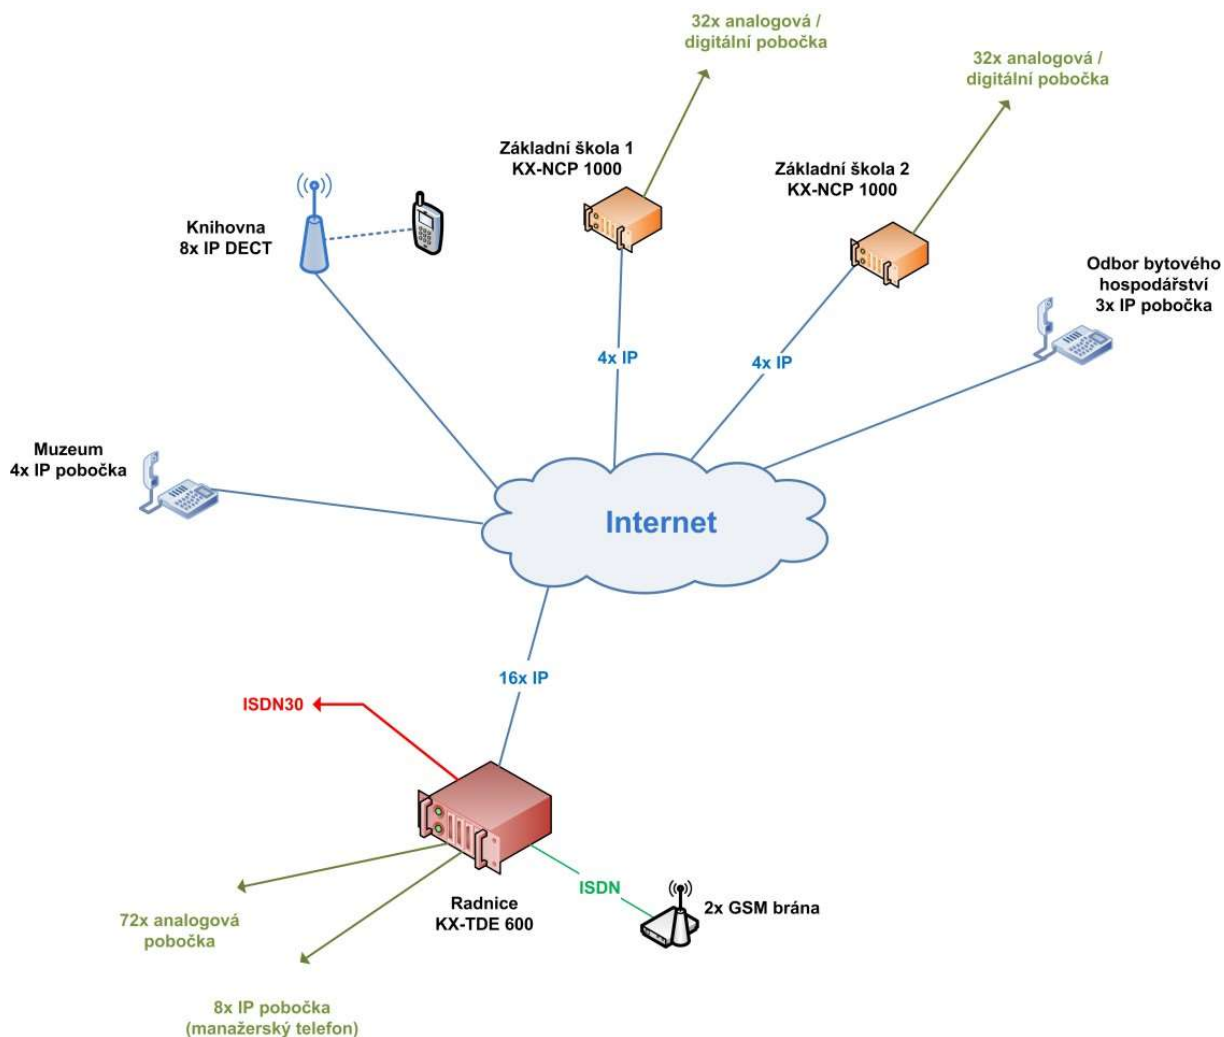 32x analogová /
digitální pobočka
32x analogová /
digitální pobočka
Základní škola 1
KX-NCP 1000
Základní škola 2
KX-NCP 1000
Knihovna
8x IP DECT
Odbor bytového
hospodářství
3x IP pobočka
4x IP
4x IP
Muzeum
4x IP pobočka
Internet
16x IP
ISDN30
ISDN
Radnice
KX-TDE 600
2x GSM brána
72x analogová
pobočka
8x IP pobočka
(manažerský telefon)